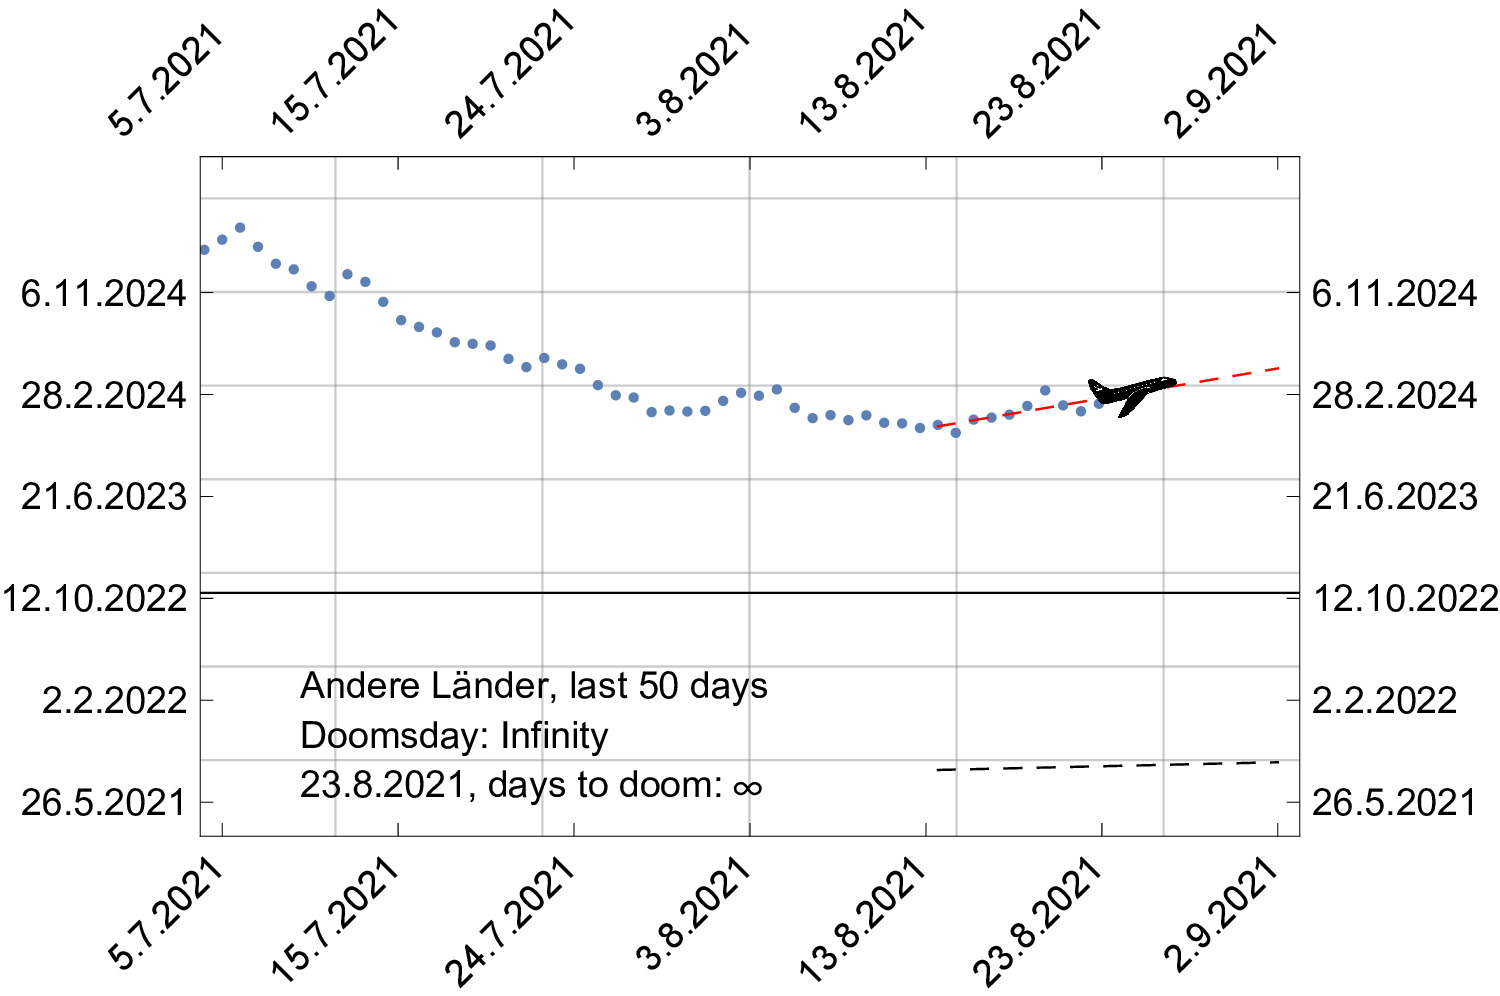 5.7.2021 15.7.2021 24.7.2021 3.8.2021 13.8.2021 23.8.2021 2.9.2021
6.11.2024 6.11.2024
28.2.2024 28.2.2024
21.6.2023 21.6.2023
12.10.2022 12.10.2022
Andere Länder, last 50 days
2.2.2022 2.2.2022
Doomsday: Infinity
23.8.2021, days to doom: ∞
26.5.2021 26.5.2021
5.7.2021 15.7.2021 24.7.2021 3.8.2021 13.8.2021 23.8.2021 2.9.2021